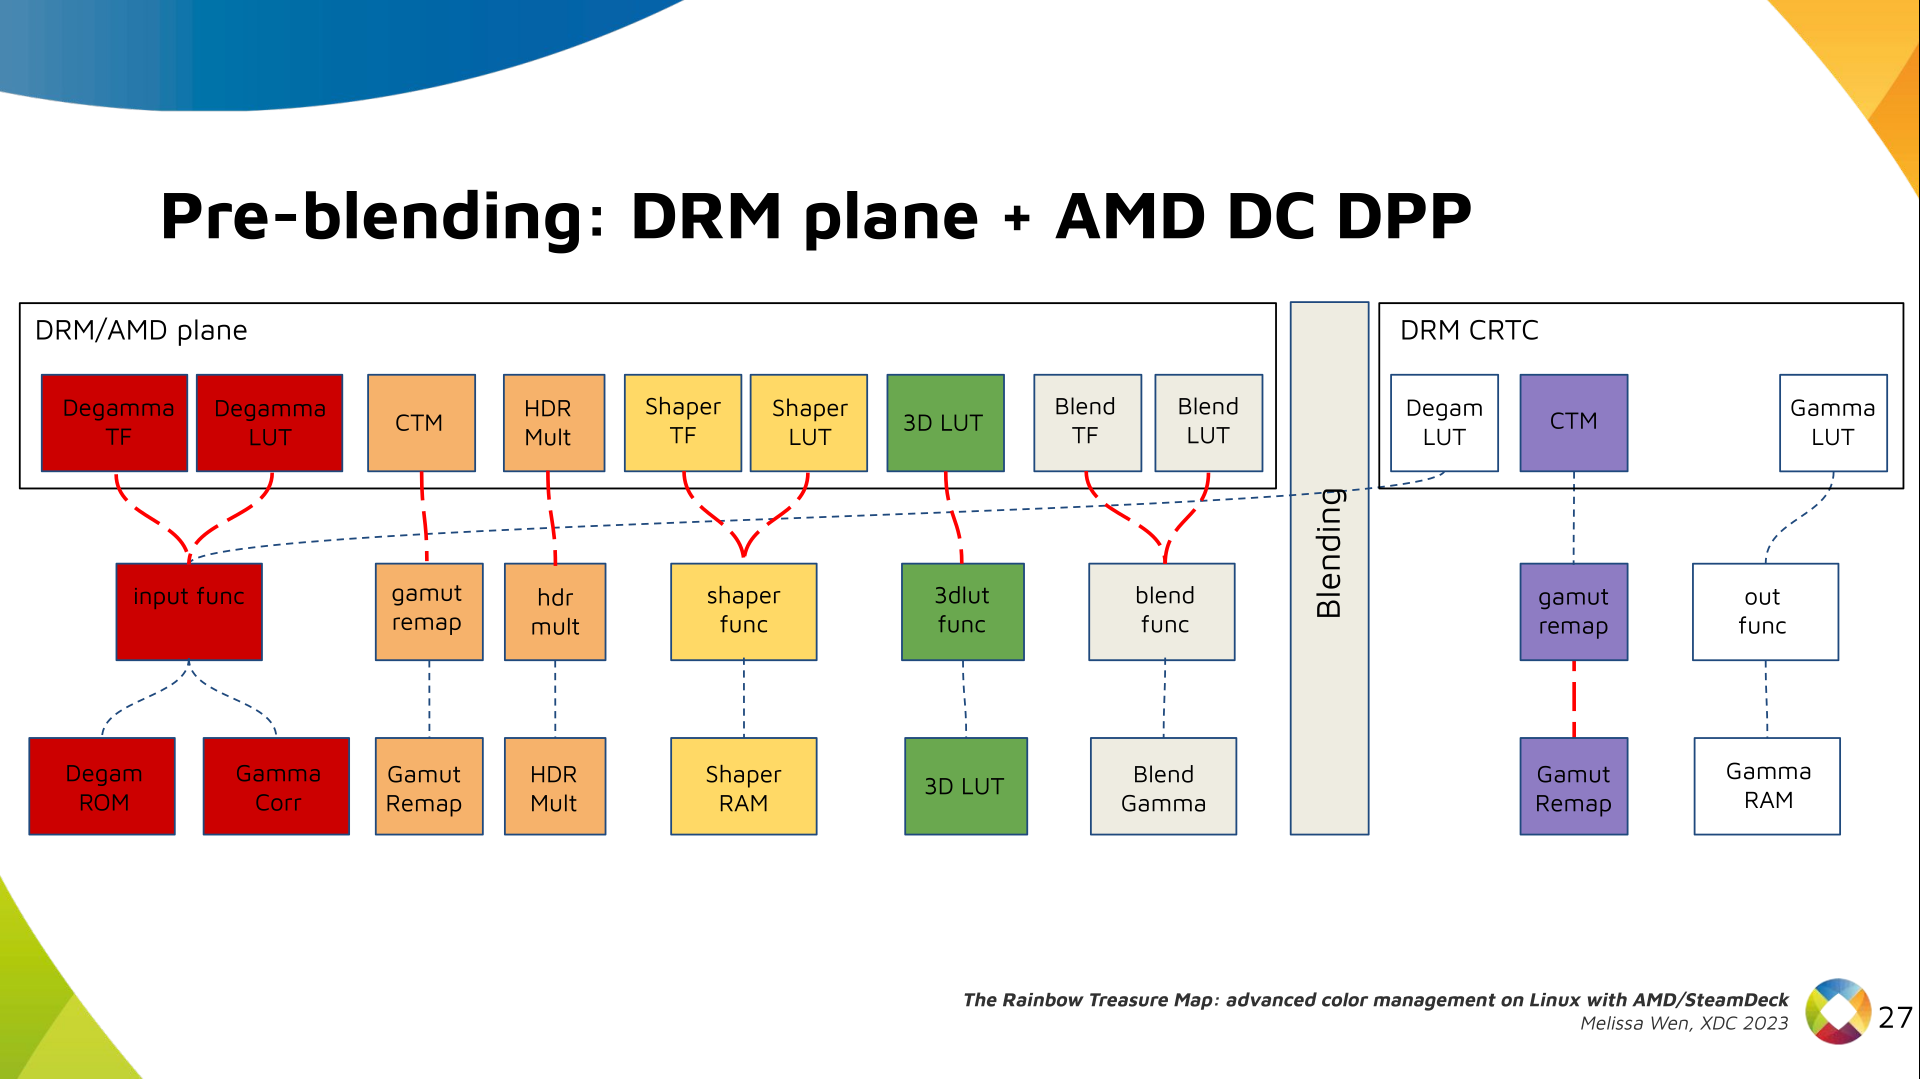 Pre-blending: DRM plane + AMD DC DPP
DRM/AMD plane
Degamma
TF
Degamma
LUT
CTM
HDR
Mult
Shaper
TF
Shaper
LUT
3D LUT
Blend
TF
Blend
LUT
Blending
DRM CRTC
Degam
LUT
CTM
Gamma
LUT
input func
gamut
remap
hdr
mult
shaper
func
3dlut
func
blend
func
gamut
remap
out
func
Degam
ROM
Gamma
Corr
Gamut
Remap
HDR
Mult
Shaper
RAM
3D LUT
Blend
Gamma
Gamut
Remap
Gamma
RAM
The Rainbow Treasure Map: advanced color management on Linux with AMD/SteamDeck
Melissa Wen, XDC 2023
27